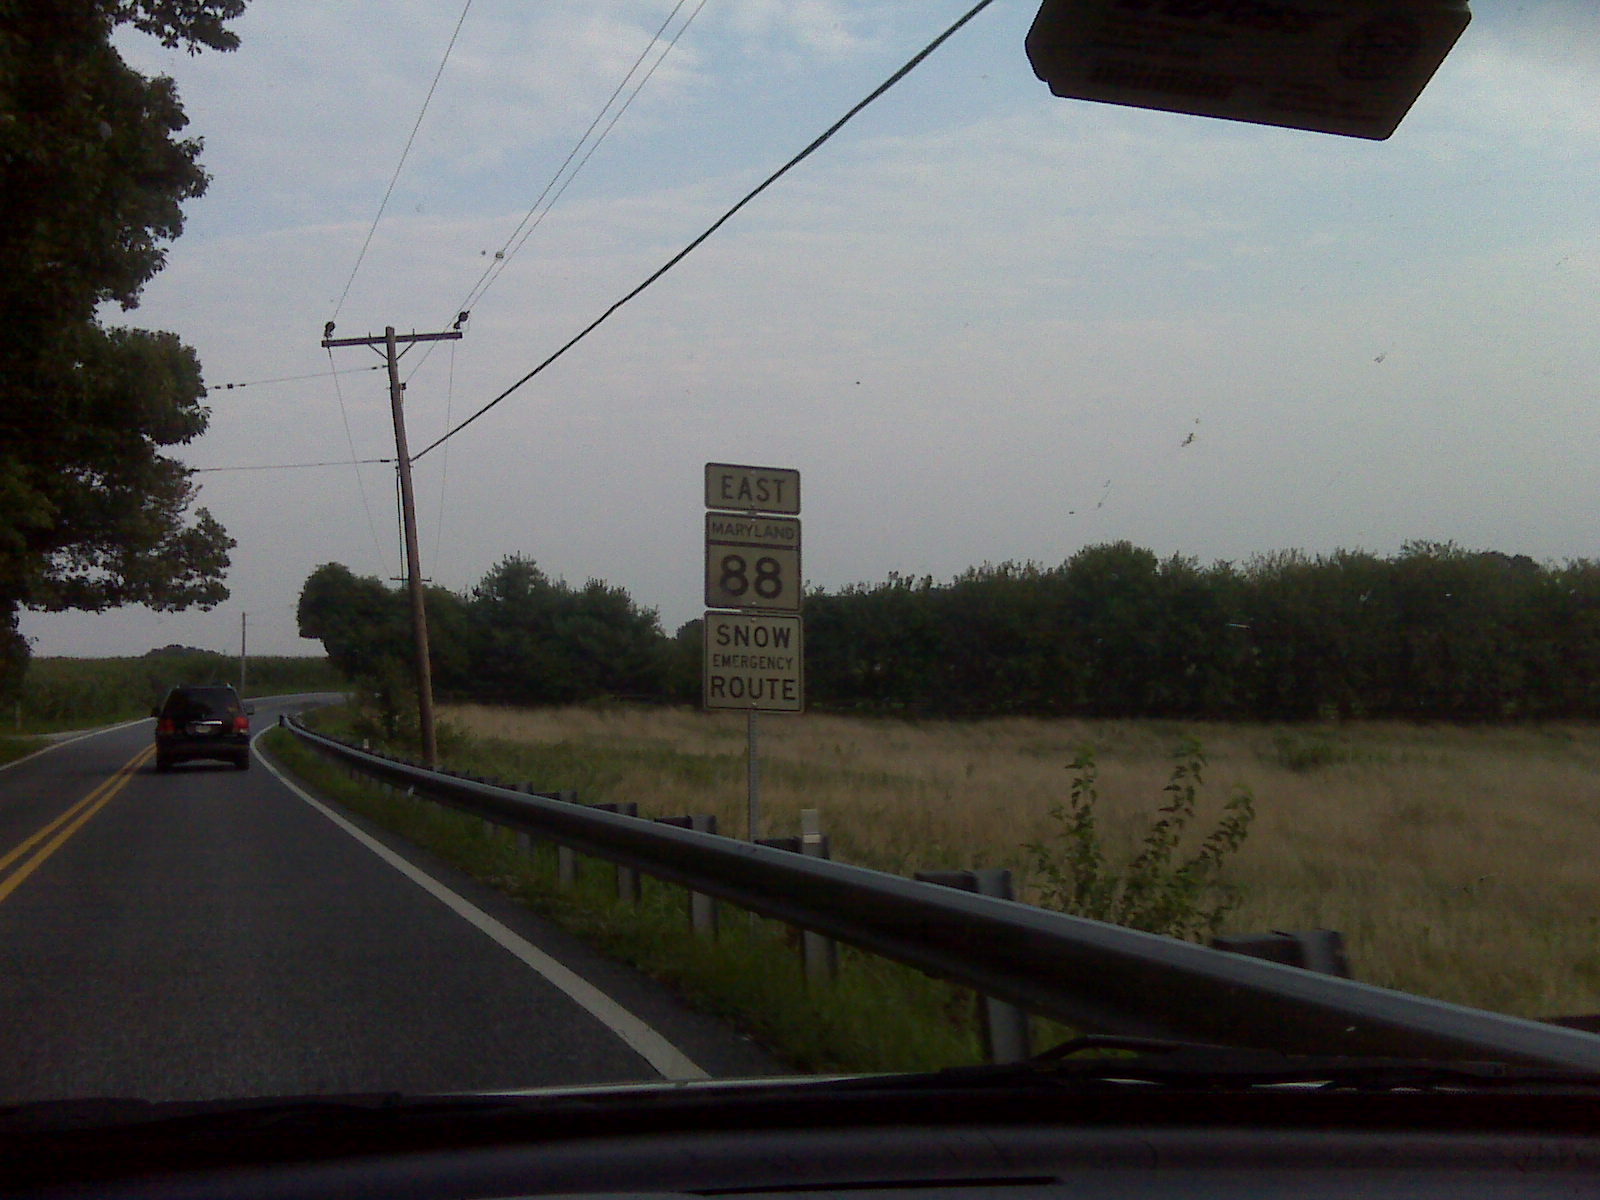 EAST
MARYLAND
88
SNOW
EMERGENCY
ROUTE